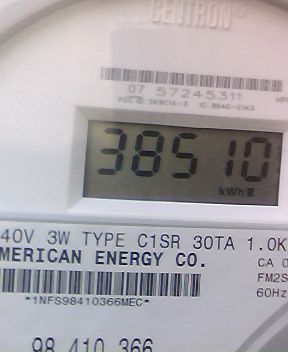 CENTRON®
07 57245311
38510
kWh
40V 3W TYPE C1SR 30TA 1.0K
MERICAN ENERGY CO.
CA 0
FM2S
60Hz
*1NFS98410366MEC*
98 410 366